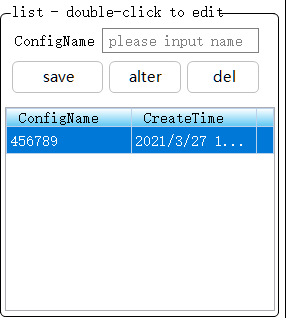 list - double-click to edit
ConfigName please input name
save alter del
ConfigName CreateTime
456789 2021/3/27 1...